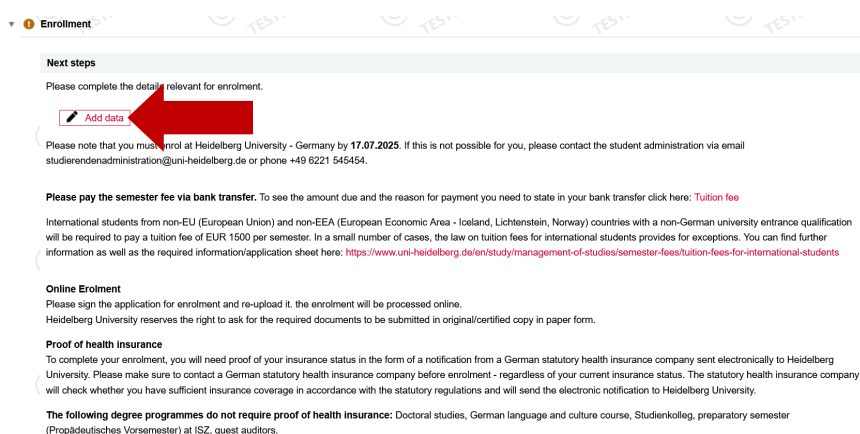 Enrollment
TEST
TEST
TEST
TEST
Next steps
Please complete the details relevant for enrolment.
Add data
Please note that you must enrol at Heidelberg University - Germany by 17.07.2025. If this is not possible for you, please contact the student administration via email
studierendenadministration@uni-heidelberg.de or phone +49 6221 545454.
Please pay the semester fee via bank transfer. To see the amount due and the reason for payment you need to state in your bank transfer click here: Tuition fee
International students from non-EU (European Union) and non-EEA (European Economic Area - Iceland, Lichtenstein, Norway) countries with a non-German university entrance qualification
will be required to pay a tuition fee of EUR 1500 per semester. In a small number of cases, the law on tuition fees for international students provides for exceptions. You can find further
information as well as the required information/application sheet here: https://www.uni-heidelberg.de/en/study/management-of-studies/semester-fees/tuition-fees-for-international-students
Online Erolment
Please sign the application for enrolment and re-upload it. the enrolment will be processed online.
Heidelberg University reserves the right to ask for the required documents to be submitted in original/certified copy in paper form.
Proof of health insurance
To complete your enrolment, you will need proof of your insurance status in the form of a notification from a German statutory health insurance company sent electronically to Heidelberg
University. Please make sure to contact a German statutory health insurance company before enrolment - regardless of your current insurance status. The statutory health insurance company
will check whether you have sufficient insurance coverage in accordance with the statutory regulations and will send the electronic notification to Heidelberg University.
The following degree programmes do not require proof of health insurance: Doctoral studies, German language and culture course, Studienkolleg, preparatory semester
(Propädeutisches Vorsemester) at ISZ, guest auditors.